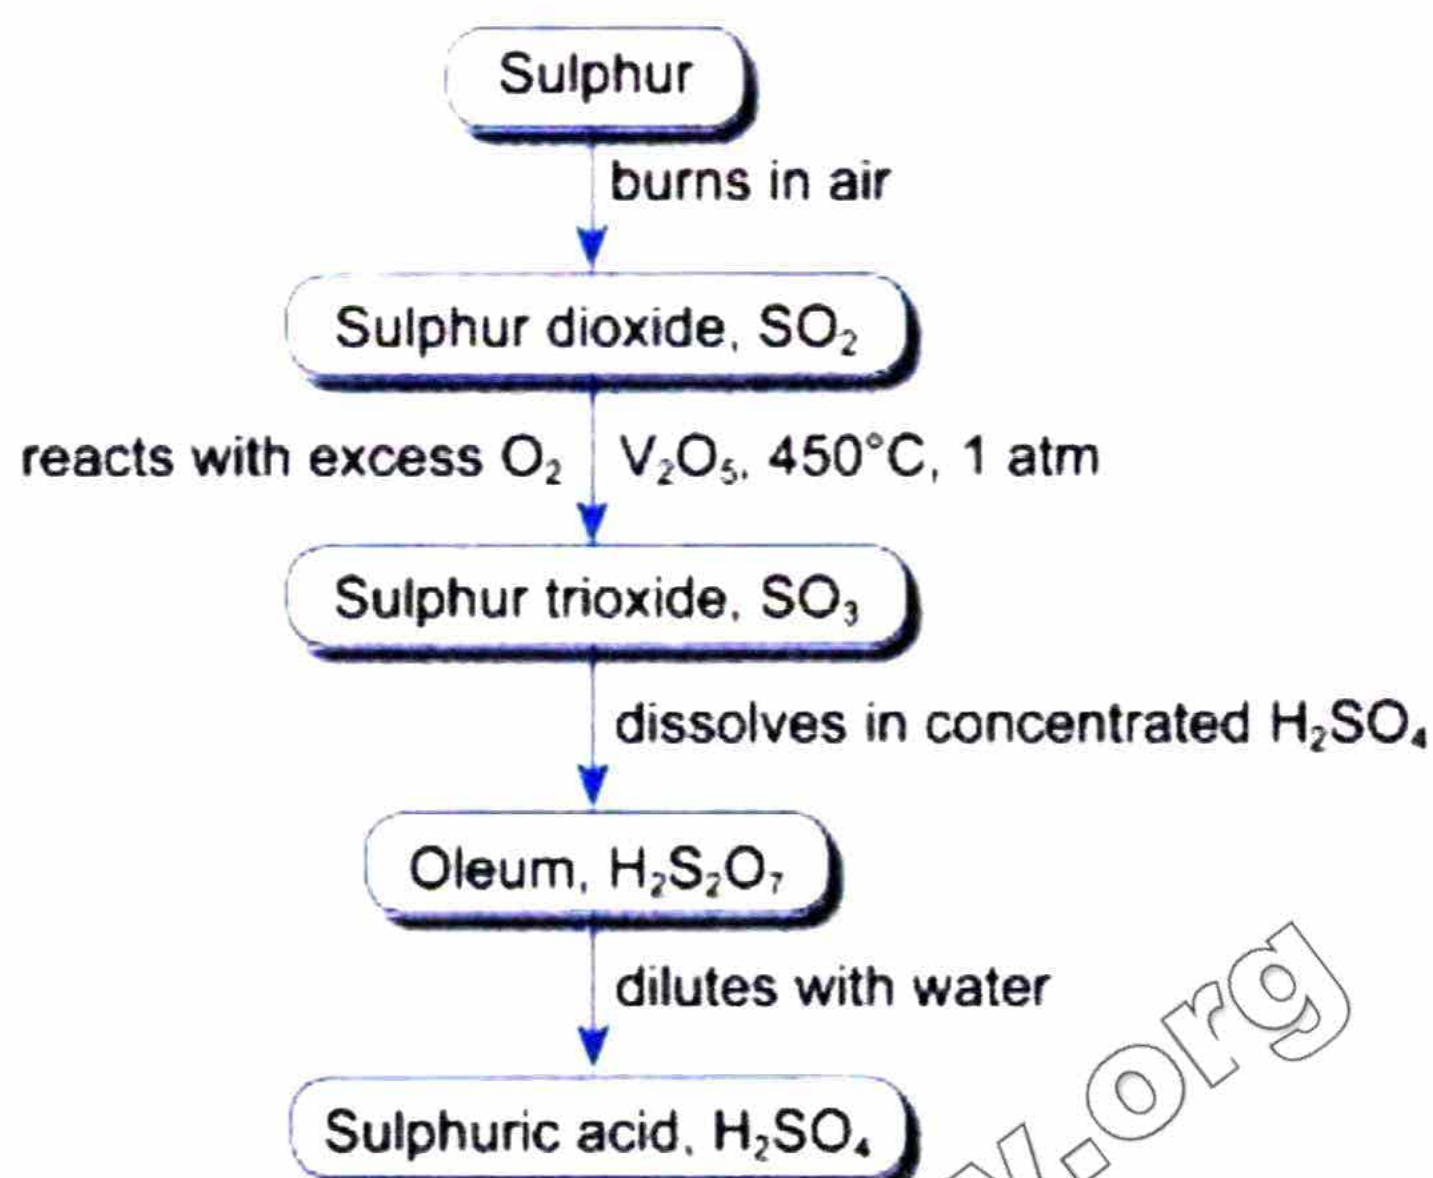 Sulphur
burns in air
Sulphur dioxide, SO₂
reacts with excess O₂ V₂O₅, 450°C, 1 atm
Sulphur trioxide, SO₃
dissolves in concentrated H₂SO₄
Oleum, H₂S₂O₇
dilutes with water
Sulphuric acid, H₂SO₄
.org